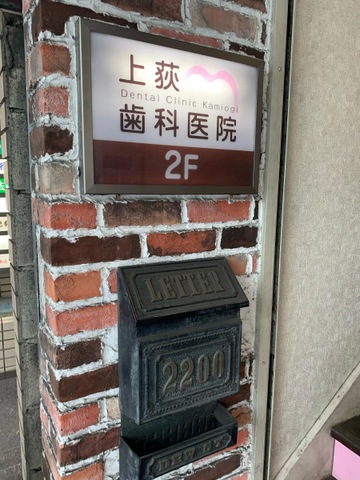 上荻
Dental Clinic Kamiogi
歯科医院
2F
LETTER
2200